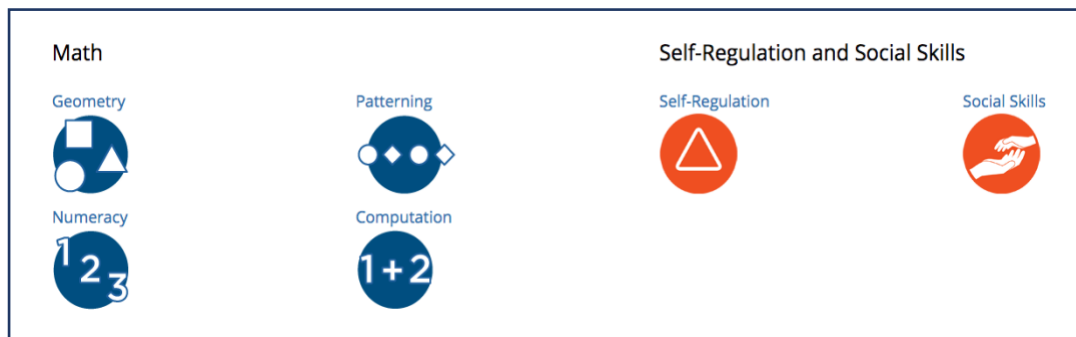 Math
Self-Regulation and Social Skills
Geometry
Patterning
Self-Regulation
Social Skills
Numeracy
Computation
1 2 3
1 + 2